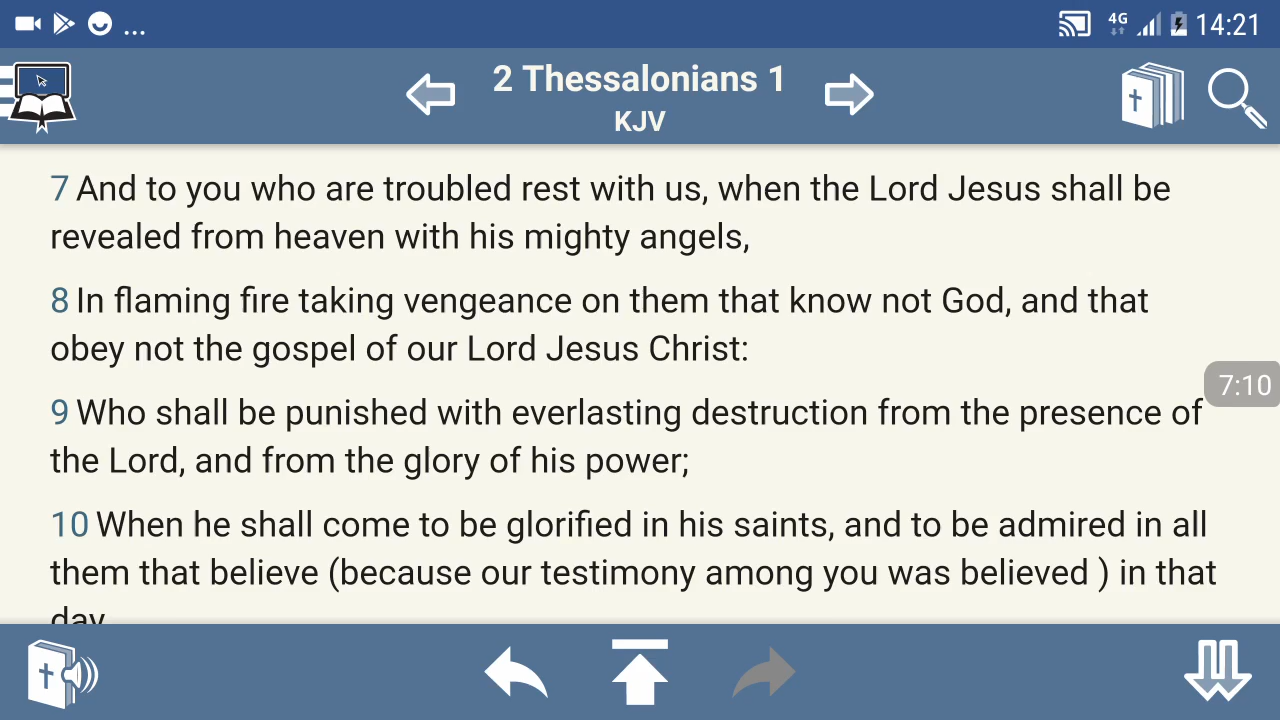 ... 4G 14:21
2 Thessalonians 1
KJV
7 And to you who are troubled rest with us, when the Lord Jesus shall be
revealed from heaven with his mighty angels,
8 In flaming fire taking vengeance on them that know not God, and that
obey not the gospel of our Lord Jesus Christ:
7:10
9 Who shall be punished with everlasting destruction from the presence of
the Lord, and from the glory of his power;
10 When he shall come to be glorified in his saints, and to be admired in all
them that believe (because our testimony among you was believed ) in that
day